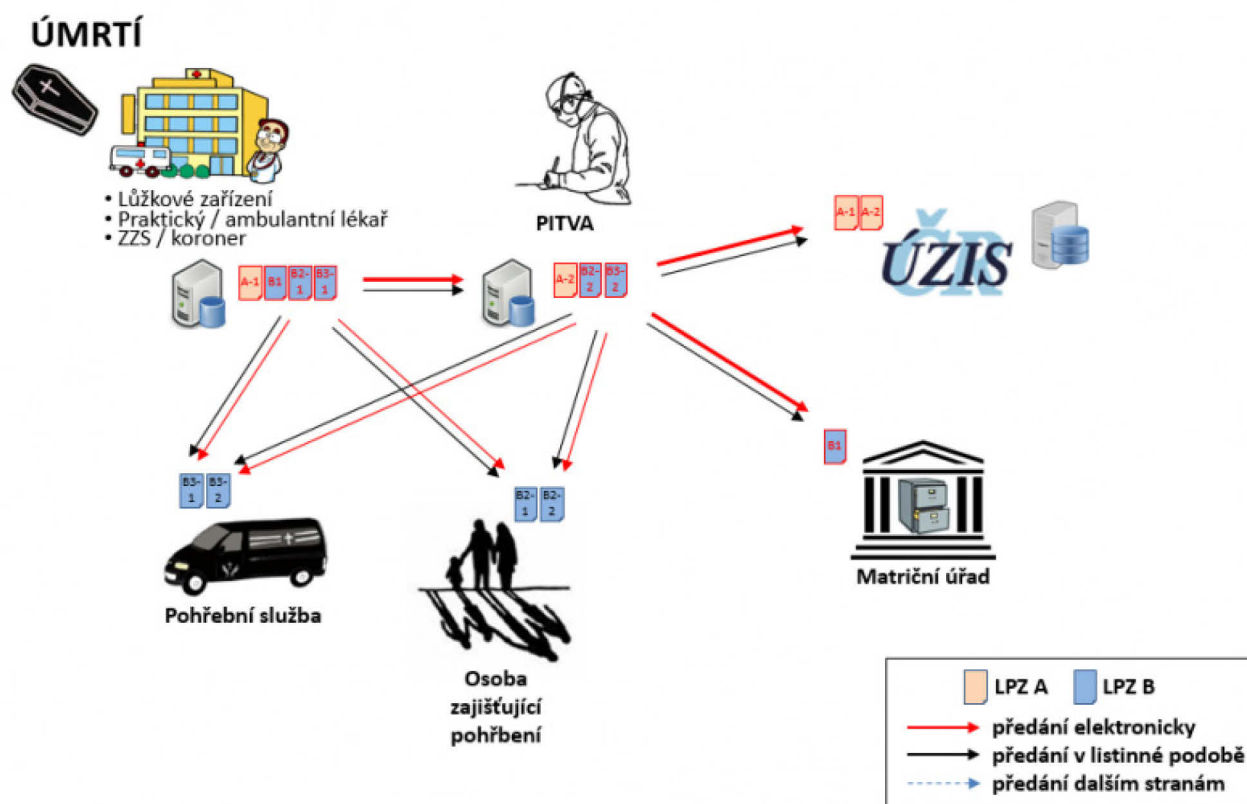 ÚMRTÍ
• Lůžkové zařízení
• Praktický / ambulantní lékař
• ZZS / koroner
PITVA
A-1 A-2
ÚZIS
ČR
A-1 B1 B2-1 B3-1
A-2 B2-2 B3-2
B1
B3-1 B3-2
B2-1 B2-2
Matriční úřad
Pohřební služba
Osoba
zajišťující
pohřbení
LPZ A LPZ B
předání elektronicky
předání v listinné podobě
předání dalším stranám